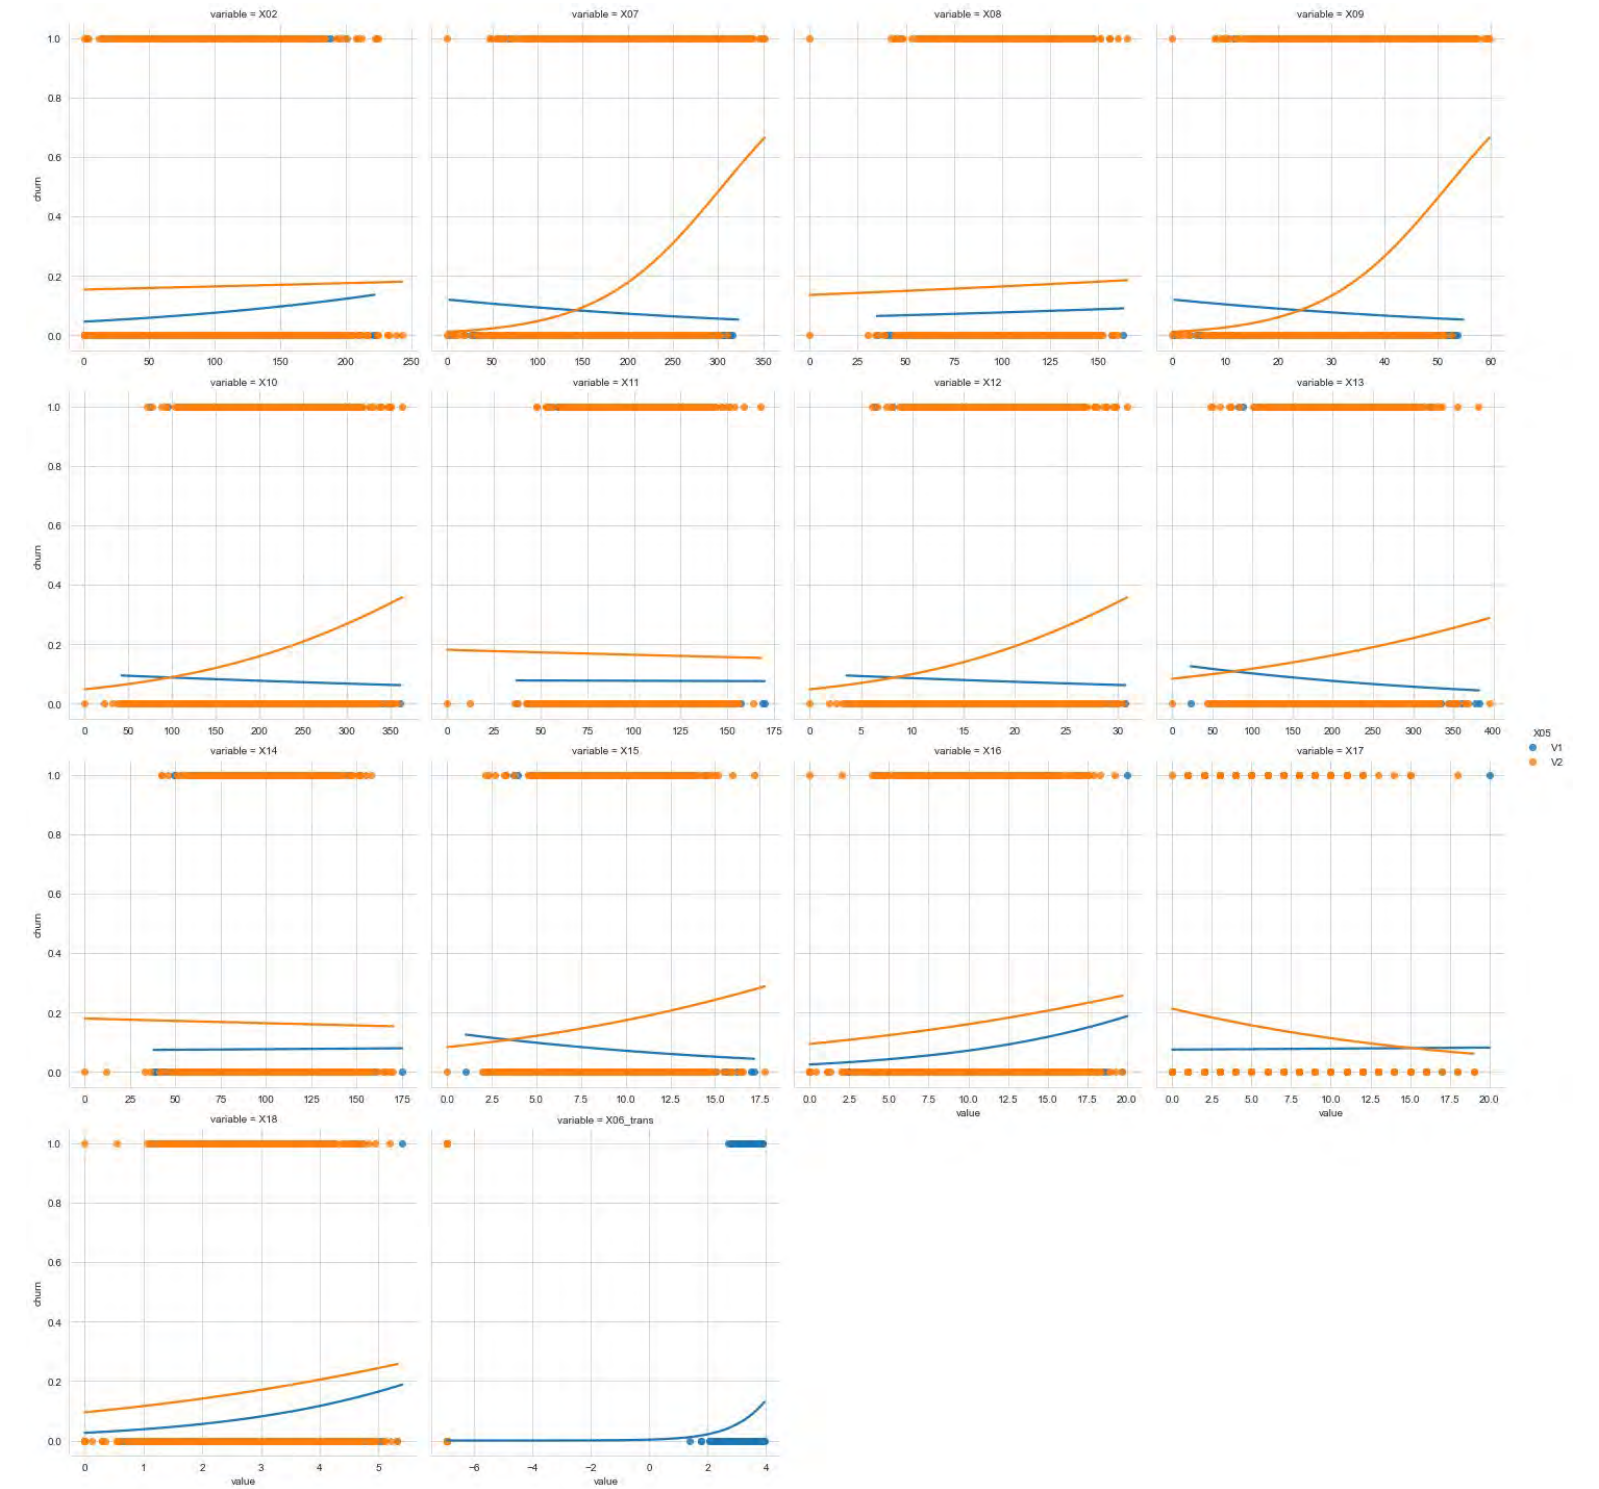 variable = X02 variable = X07 variable = X08 variable = X09
1.0
0.8
0.6
churn
0.4
0.2
0.0
0 50 100 150 200 250 0 50 100 150 200 250 300 350 0 25 50 75 100 125 150 0 10 20 30 40 50 60
variable = X10 variable = X11 variable = X12 variable = X13
1.0
0.8
0.6
churn
0.4
0.2
0.0
0 50 100 150 200 250 300 350 0 25 50 75 100 125 150 175 0 5 10 15 20 25 30 0 50 100 150 200 250 300 350 400
X05
V1
V2
variable = X14 variable = X15 variable = X16 variable = X17
1.0
0.8
0.6
churn
0.4
0.2
0.0
0 25 50 75 100 125 150 175 0.0 2.5 5.0 7.5 10.0 12.5 15.0 17.5 0.0 2.5 5.0 7.5 10.0 12.5 15.0 17.5 20.0 0.0 2.5 5.0 7.5 10.0 12.5 15.0 17.5 20.0
value value
variable = X18 variable = X06_trans
1.0
0.8
0.6
churn
0.4
0.2
0.0
0 1 2 3 4 5 −6 −4 −2 0 2 4
value value